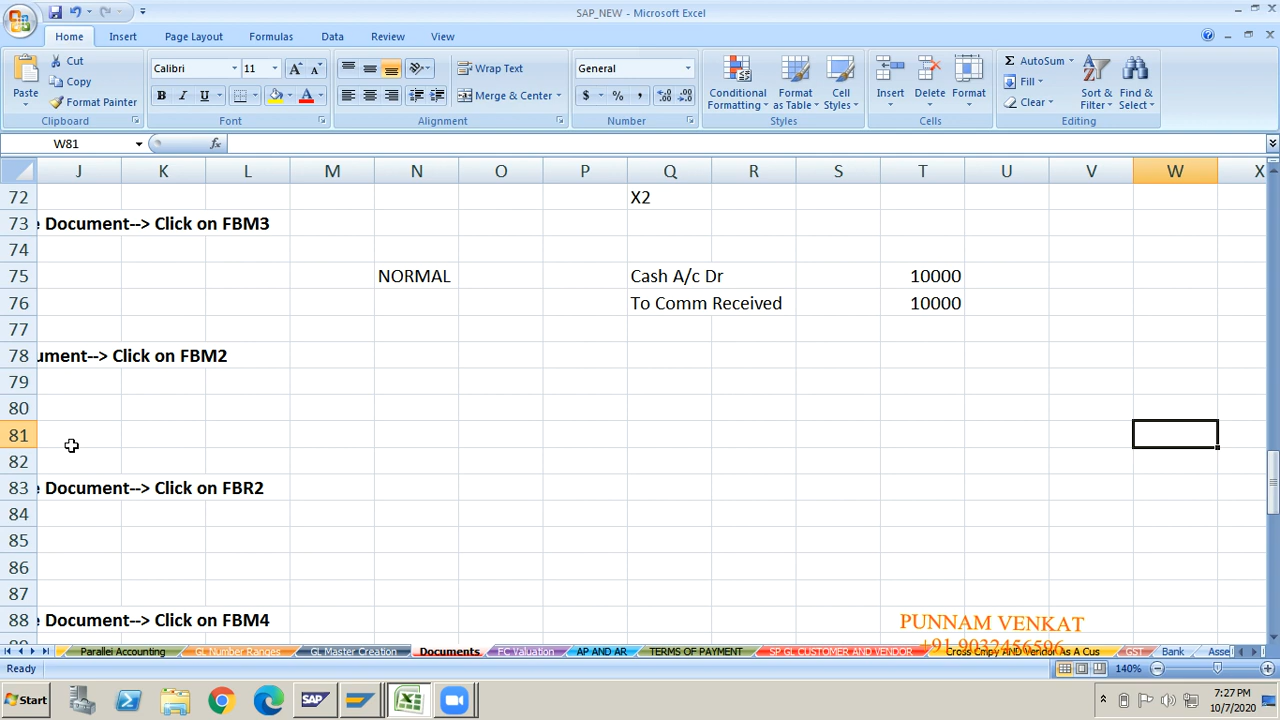 SAP_NEW - Microsoft Excel
Home Insert Page Layout Formulas Data Review View
Paste Cut Copy Format Painter
Calibri 11
B I U
Wrap Text
Merge & Center
General
$ % ,
Conditional Formatting Format as Table Cell Styles
Insert Delete Format
AutoSum Fill Clear
Sort & Filter Find & Select
Clipboard Font Alignment Number Styles Cells Editing
W81 fx
J K L M N O P Q R S T U V W X
72 X2
73 Document--> Click on FBM3
74
75 NORMAL Cash A/c Dr 10000
76 To Comm Received 10000
77
78 ument--> Click on FBM2
79
80
81
82
83 Document--> Click on FBR2
84
85
86
87
88 Document--> Click on FBM4
PUNNAM VENKAT
+91 9032456596
Parallel Accounting GL Number Ranges GL Master Creation Documents FC Valuation AP AND AR TERMS OF PAYMENT SP GL CUSTOMER AND VENDOR Cross Cmpy AND Vendor As A Cus GST Bank Asse
Ready 140%
Start SAP 7:27 PM
10/7/2020